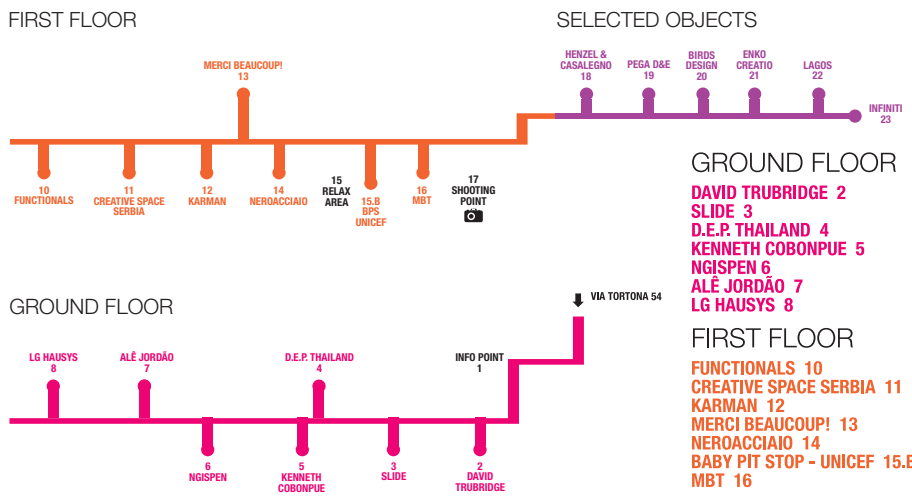 FIRST FLOOR
SELECTED OBJECTS
MERCI BEAUCOUP!
13
HENZEL &
CASALEGNO
18
PEGA D&E
19
BIRDS
DESIGN
20
ENKO
CREATIO
21
LAGOS
22
INFINITI
23
10
FUNCTIONALS
11
CREATIVE SPACE
SERBIA
12
KARMAN
14
NEROACCIAIO
15
RELAX
AREA
15.B
BPS
UNICEF
16
MBT
17
SHOOTING
POINT
GROUND FLOOR
DAVID TRUBRIDGE 2
SLIDE 3
D.E.P. THAILAND 4
KENNETH COBONPUE 5
NGISPEN 6
ALÊ JORDÃO 7
LG HAUSYS 8
FIRST FLOOR
FUNCTIONALS 10
CREATIVE SPACE SERBIA 11
KARMAN 12
MERCI BEAUCOUP! 13
NEROACCIAIO 14
BABY PIT STOP - UNICEF 15.B
MBT 16
GROUND FLOOR
VIA TORTONA 54
LG HAUSYS
8
ALÊ JORDÃO
7
D.E.P. THAILAND
4
INFO POINT
1
6
NGISPEN
5
KENNETH
COBONPUE
3
SLIDE
2
DAVID
TRUBRIDGE